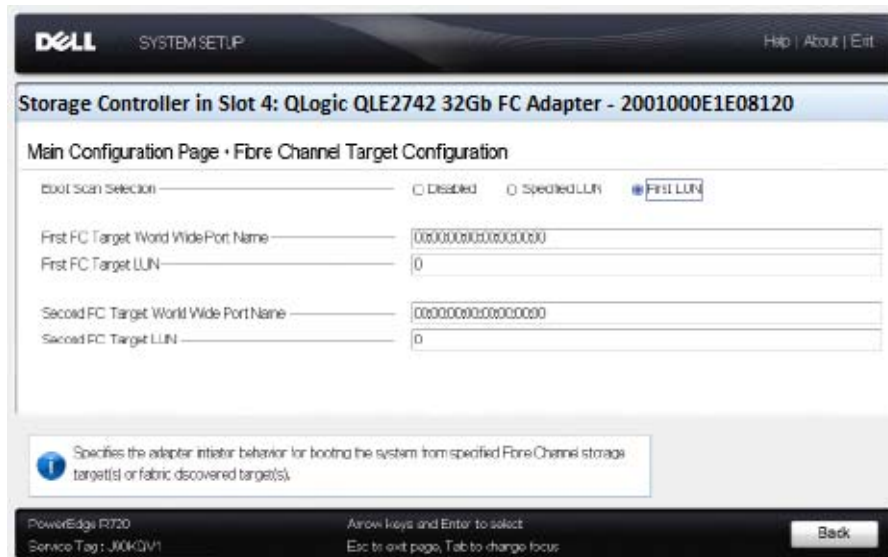 DELL SYSTEM SETUP Help | About | Exit
Storage Controller in Slot 4: QLogic QLE2742 32Gb FC Adapter - 2001000E1E08120
Main Configuration Page • Fibre Channel Target Configuration
Boot Scan Selection Disabled Specified LUN First LUN
First FC Target World Wide Port Name 00:00:00:00:00:00:00:00
First FC Target LUN 0
Second FC Target World Wide Port Name 00:00:00:00:00:00:00:00
Second FC Target LUN 0
Specifies the adapter initiator behavior for booting the system from specified Fibre Channel storage
target(s) or fabric discovered target(s).
PowerEdge R720 Arrow keys and Enter to select
Service Tag : Esc to exit page, Tab to change focus
Back